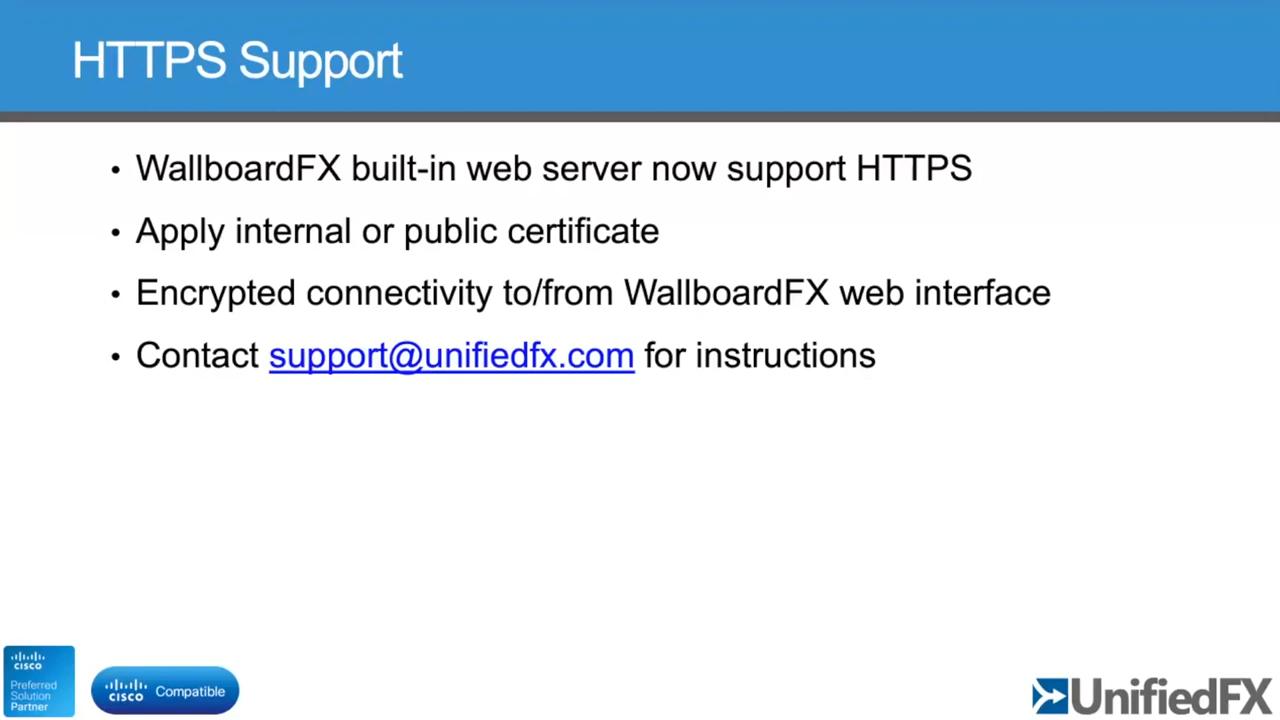 HTTPS Support
• WallboardFX built-in web server now support HTTPS
• Apply internal or public certificate
• Encrypted connectivity to/from WallboardFX web interface
• Contact support@unifiedfx.com for instructions
CISCO
Preferred
Solution
Partner
CISCO Compatible
UnifiedFX